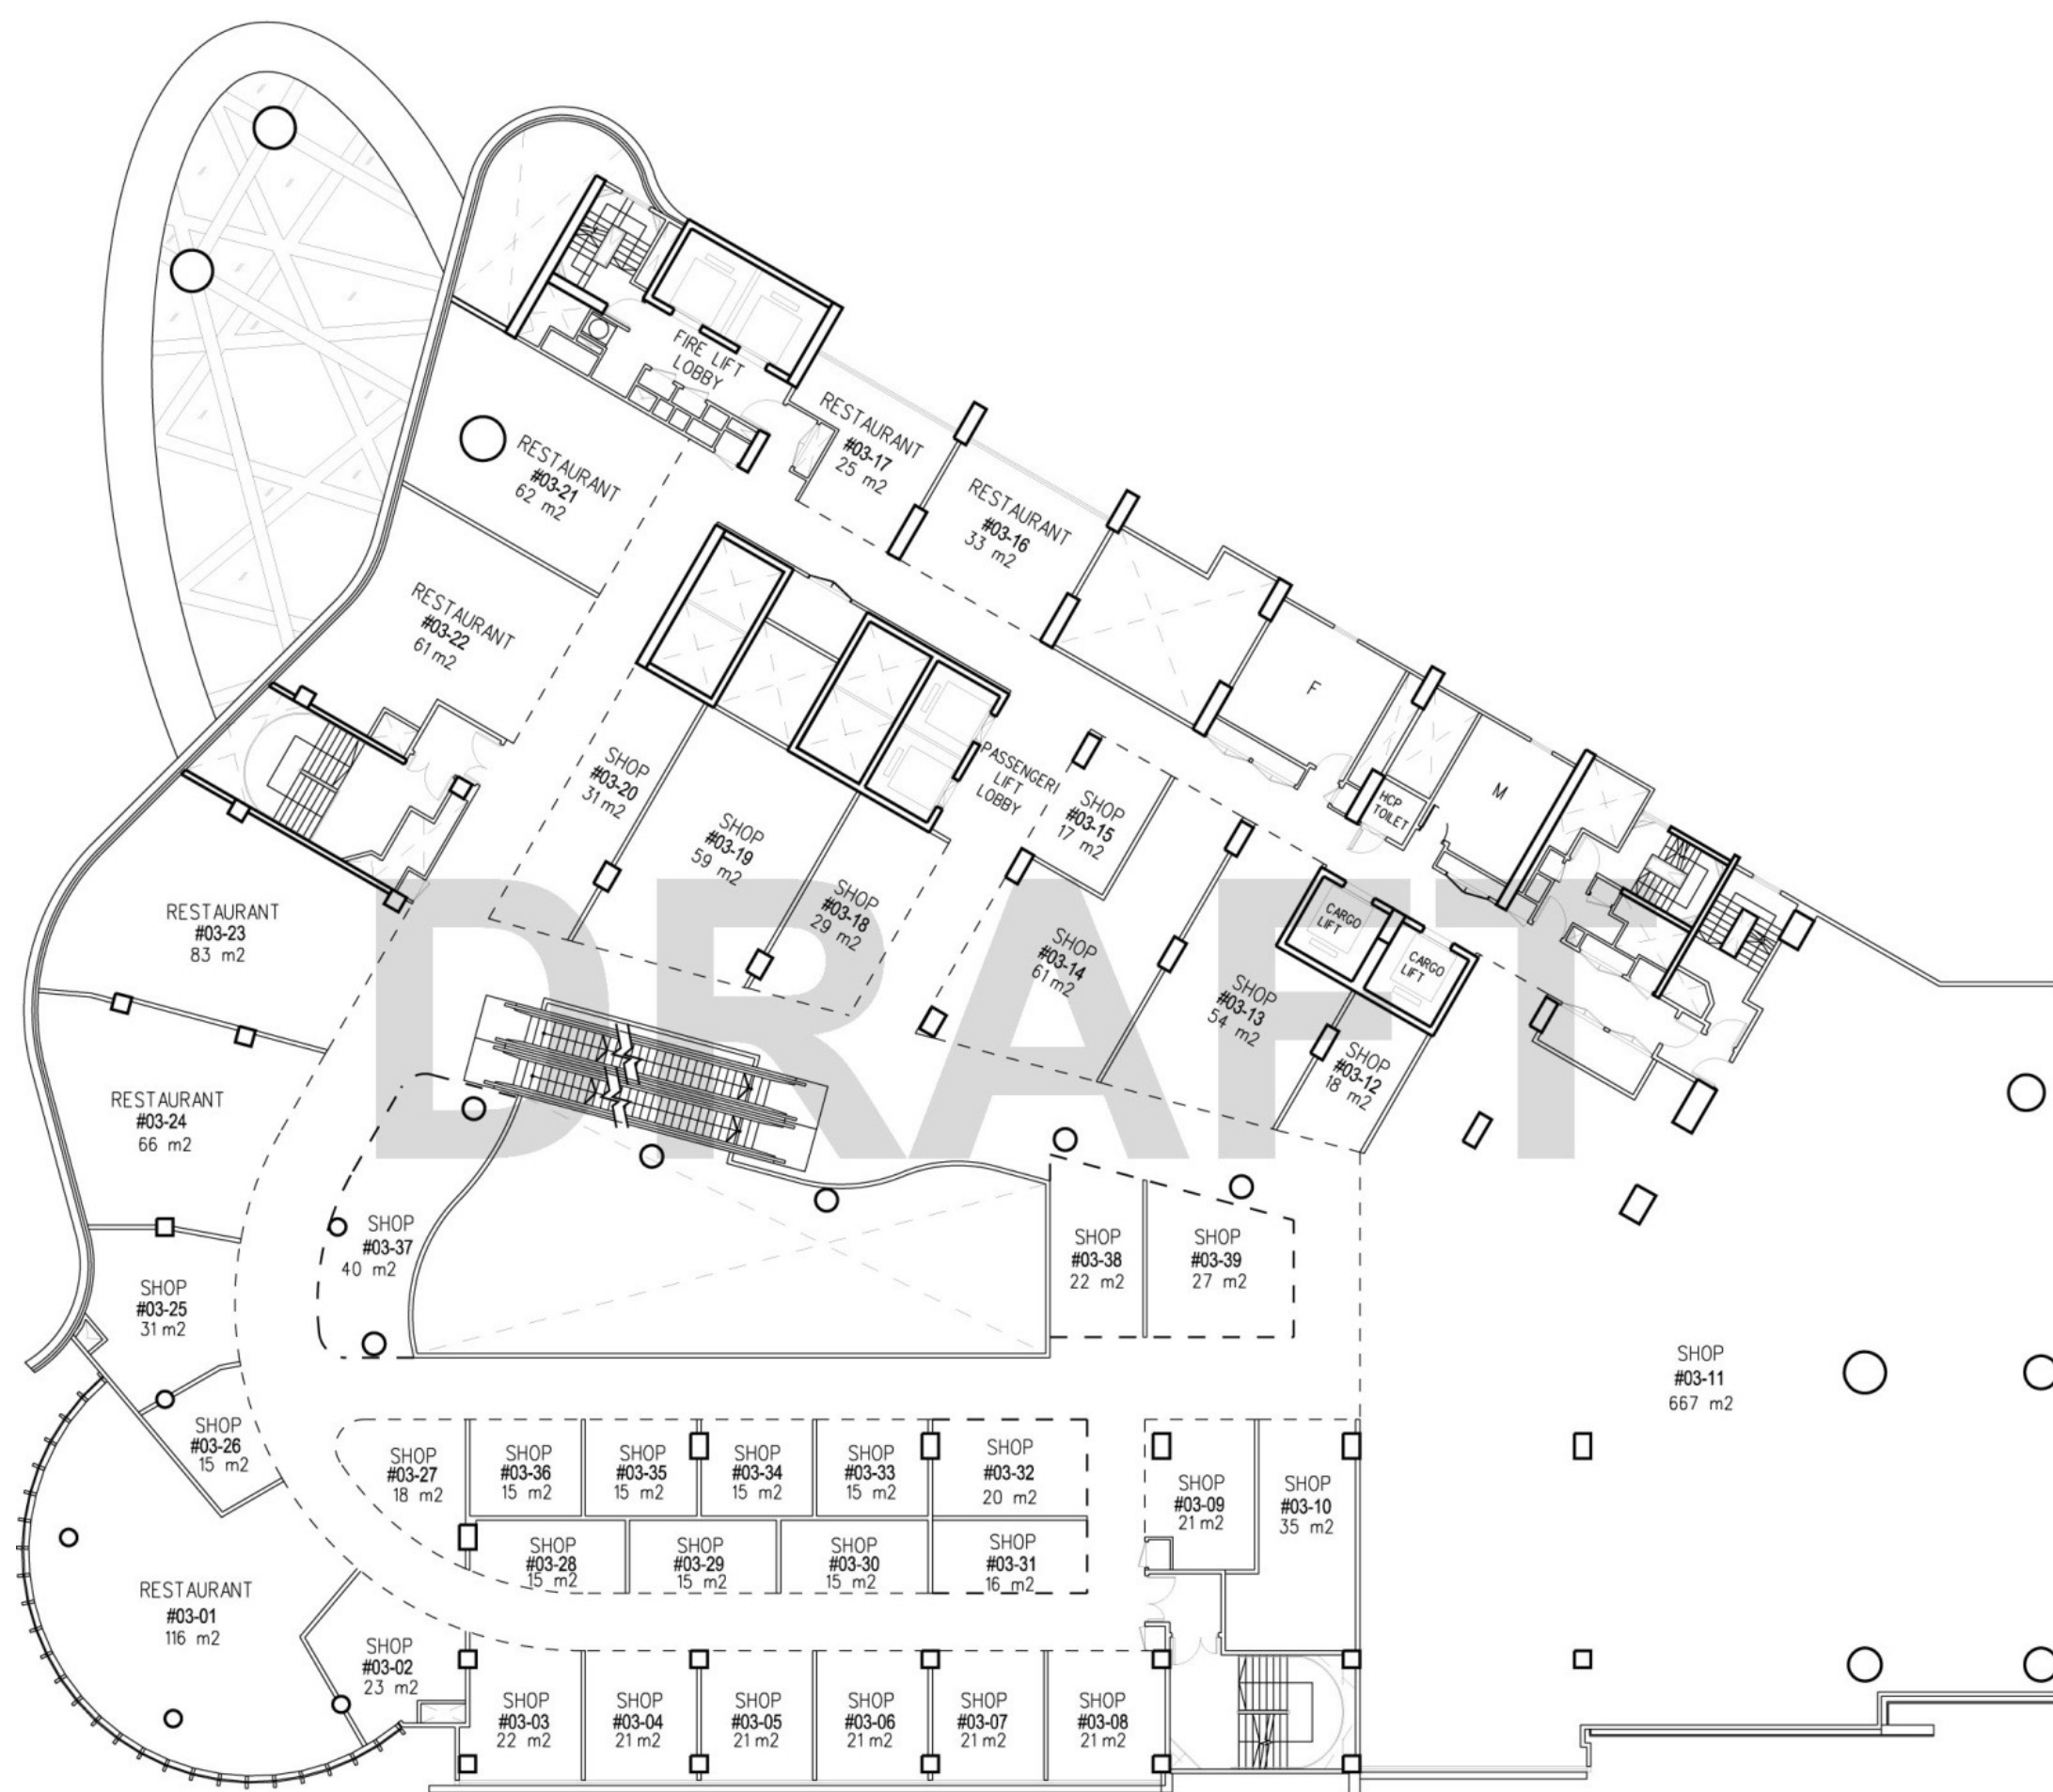 FIRE LIFT
LOBBY
RESTAURANT
#03-17
25 m2
RESTAURANT
#03-21
62 m2
RESTAURANT
#03-16
33 m2
RESTAURANT
#03-22
61 m2
F
M
HCP
TOILET
PASSENGERI
LIFT
LOBBY
SHOP
#03-20
31 m2
SHOP
#03-19
59 m2
SHOP
#03-15
17 m2
SHOP
#03-18
29 m2
RESTAURANT
#03-23
83 m2
CARGO
LIFT
CARGO
LIFT
SHOP
#03-14
61 m2
SHOP
#03-13
54 m2
SHOP
#03-12
18 m2
DRAFT
RESTAURANT
#03-24
66 m2
SHOP
#03-37
40 m2
SHOP
#03-38
22 m2
SHOP
#03-39
27 m2
SHOP
#03-25
31 m2
SHOP
#03-11
667 m2
SHOP
#03-26
15 m2
SHOP
#03-27
18 m2
SHOP
#03-36
15 m2
SHOP
#03-35
15 m2
SHOP
#03-34
15 m2
SHOP
#03-33
15 m2
SHOP
#03-32
20 m2
SHOP
#03-09
21 m2
SHOP
#03-10
35 m2
SHOP
#03-28
15 m2
SHOP
#03-29
15 m2
SHOP
#03-30
15 m2
SHOP
#03-31
16 m2
RESTAURANT
#03-01
116 m2
SHOP
#03-02
23 m2
SHOP
#03-03
22 m2
SHOP
#03-04
21 m2
SHOP
#03-05
21 m2
SHOP
#03-06
21 m2
SHOP
#03-07
21 m2
SHOP
#03-08
21 m2